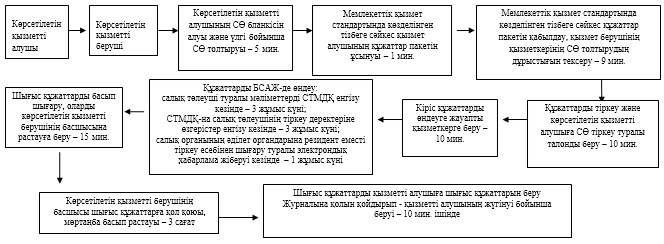 Көрсетілетін
қызметті
алушы
Көрсетілетін
қызметті
беруші
Көрсетілетін қызметті
алушының СӨ бланкісін
алуы және үлгі бойынша
СӨ толтыруы – 5 мин.
Мемлекеттік қызмет
стандартында көзделінген
тізбеге сәйкес қызмет
алушының құжаттар пакетін
ұсынуы – 1 мин.
Мемлекеттік қызмет стандартында
көзделінген тізбеге сәйкес құжаттар
пакетін қабылдау, қызмет берушінің
қызметкерінің СӨ толтырудың
дұрыстығын тексеру – 9 мин.
Құжаттарды тіркеу және
көрсетілетін қызметті
алушыға СӨ тіркеу туралы
талонды беру – 10 мин.
Кіріс құжаттарды
өңдеуге жауапты
қызметкерге беру –
10 мин.
Құжаттарды БСАЖ-де өңдеу:
салық төлеуші туралы мәліметтерді СТМДҚ енгізу
кезінде – 3 жұмыс күні;
СТМДҚ-на салық төлеушінің тіркеу деректеріне
өзгерістер енгізу кезінде – 3 жұмыс күні;
салық органының әділет органдарына резидент еместі
тіркеу есебінен шығару туралы электрондық
хабарлама жіберуі кезінде – 1 жұмыс күні
Шығыс құжаттарды басып
шығару, оларды
көрсетілетін қызметті
берушінің басшысына
растауға беру – 15 мин.
Көрсетілетін қызметті берушінің
басшысы шығыс құжаттарға қол қоюы,
мөртаңба басып растауы – 3 сағат
Шығыс құжаттарды қызметті алушыға шығыс құжаттарын беру
Журналына қолын қойдырып - қызметті алушының жүгінуі бойынша
беруі – 10 мин. ішінде